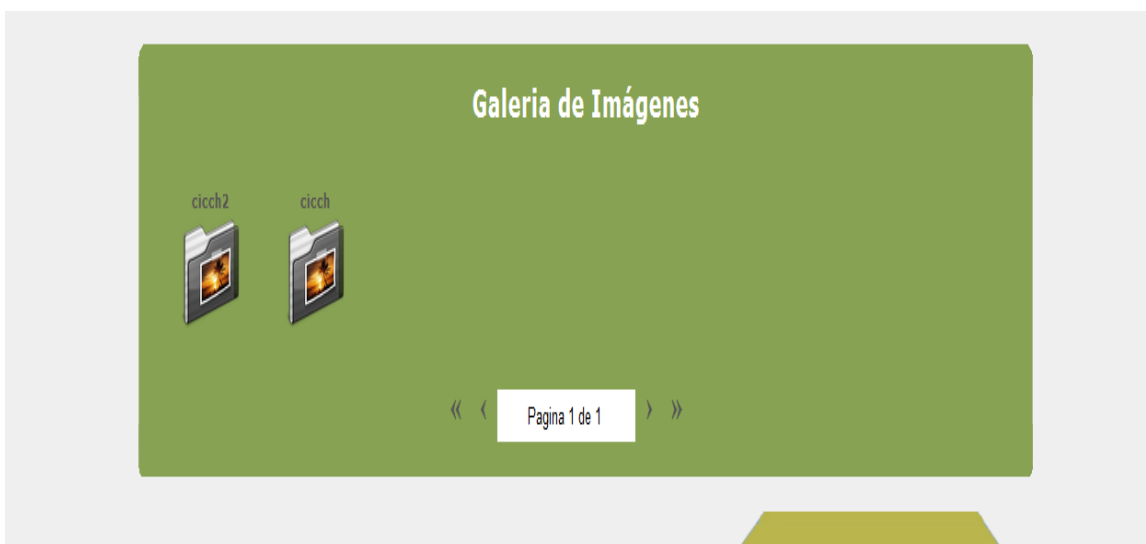 Galeria de Imágenes
cicch2 cicch
« ‹ Pagina 1 de 1 › »